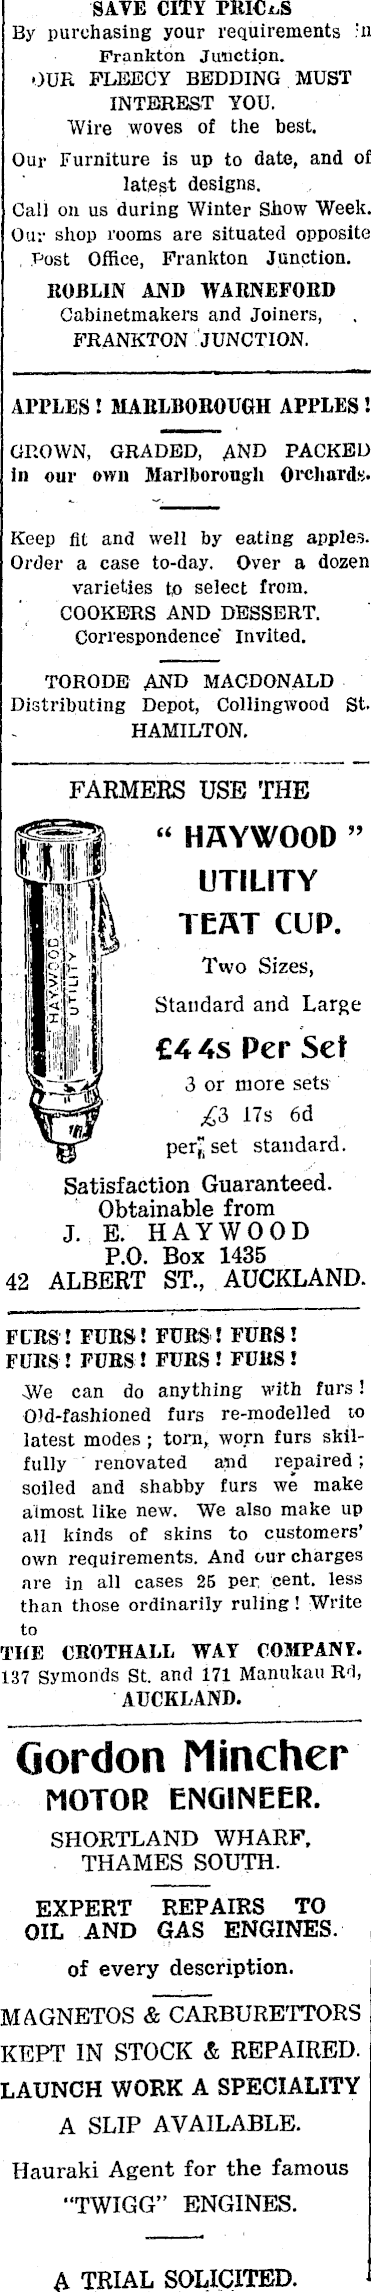 SAVE CITY PRICES
By purchasing your requirements in
Frankton Junction.
OUR FLEECY BEDDING MUST
INTEREST YOU.
Wire woves of the best.
Our Furniture is up to date, and of
latest designs.
Call on us during Winter Show Week.
Our shop rooms are situated opposite
Post Office, Frankton Junction.
ROBLIN AND WARNEFORD
Cabinetmakers and Joiners,
FRANKTON JUNCTION.
APPLES! MARLBOROUGH APPLES!
GROWN, GRADED, AND PACKED
in our own Marlborough Orchards.
Keep fit and well by eating apples.
Order a case to-day. Over a dozen
varieties to select from.
COOKERS AND DESSERT.
Correspondence Invited.
TORODE AND MACDONALD
Distributing Depot, Collingwood St.
HAMILTON.
FARMERS USE THE
" HAYWOOD "
UTILITY
TEAT CUP.
HAYWOOD
UTILITY
Two Sizes,
Standard and Large
£4 4s Per Set
3 or more sets
£3 17s 6d
per set standard.
Satisfaction Guaranteed.
Obtainable from
J. E. HAYWOOD
P.O. Box 1435
42 ALBERT ST., AUCKLAND.
FURS! FURS! FURS! FURS!
FURS! FURS! FURS! FURS!
We can do anything with furs!
Old-fashioned furs re-modelled to
latest modes; torn, worn furs skil-
fully renovated and repaired;
soiled and shabby furs we make
almost like new. We also make up
all kinds of skins to customers'
own requirements. And our charges
are in all cases 25 per cent. less
than those ordinarily ruling! Write
to
THE CROTHALL WAY COMPANY.
137 Symonds St. and 171 Manukau Rd,
AUCKLAND.
Gordon Mincher
MOTOR ENGINEER.
SHORTLAND WHARF,
THAMES SOUTH.
EXPERT REPAIRS TO
OIL AND GAS ENGINES.
of every description.
MAGNETOS & CARBURETTORS
KEPT IN STOCK & REPAIRED.
LAUNCH WORK A SPECIALITY
A SLIP AVAILABLE.
Hauraki Agent for the famous
"TWIGG" ENGINES.
A TRIAL SOLICITED.